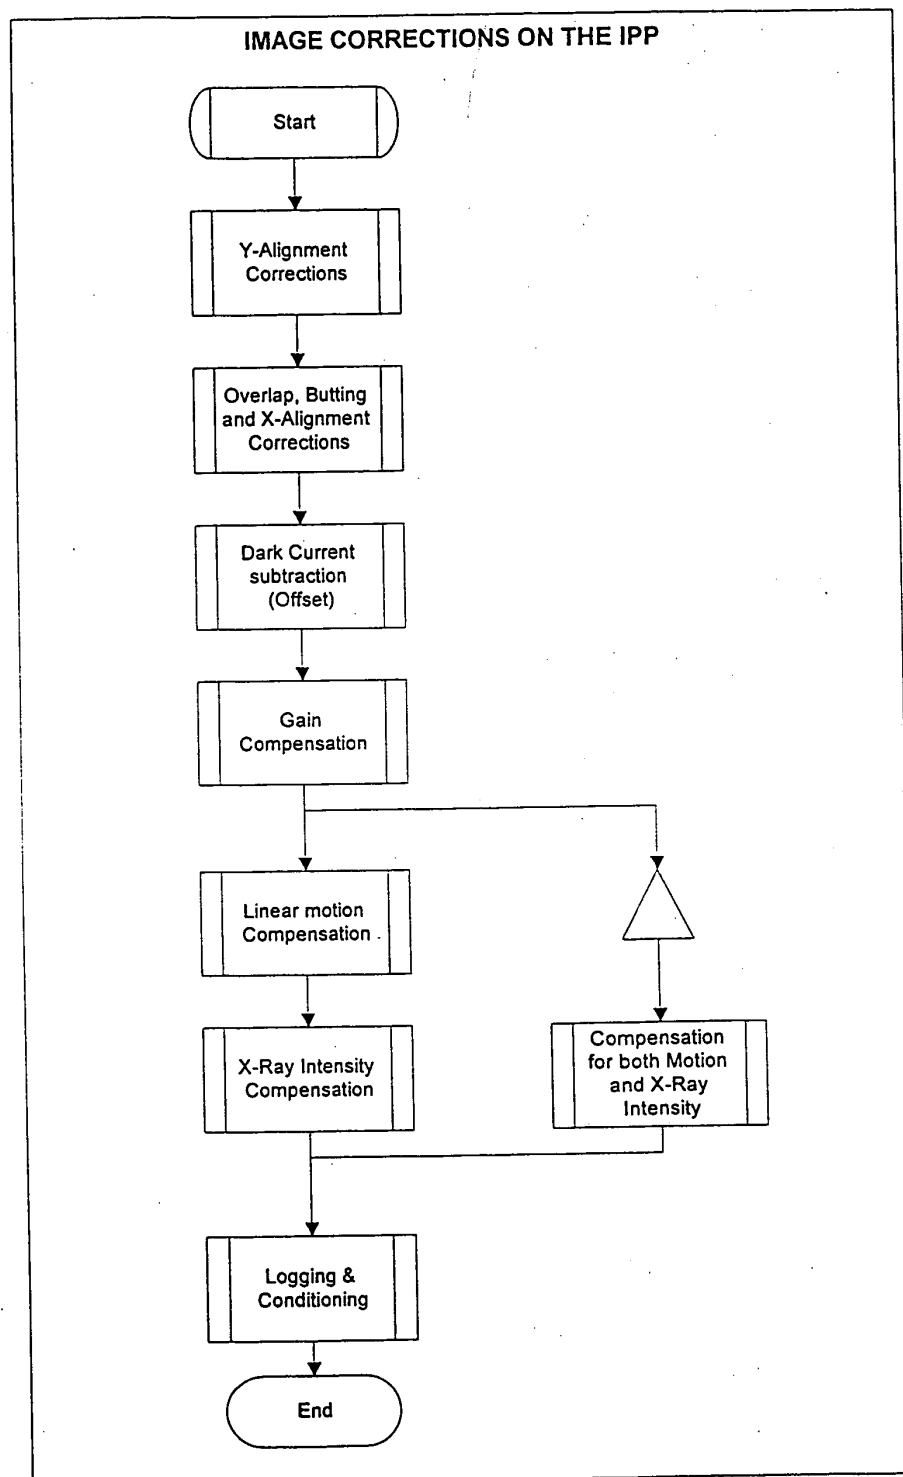 IMAGE CORRECTIONS ON THE IPP
Start
Y-Alignment
Corrections
Overlap, Butting
and X-Alignment
Corrections
Dark Current
subtraction
(Offset)
Gain
Compensation
Linear motion
Compensation
X-Ray Intensity
Compensation
Compensation
for both Motion
and X-Ray
Intensity
Logging &
Conditioning
End